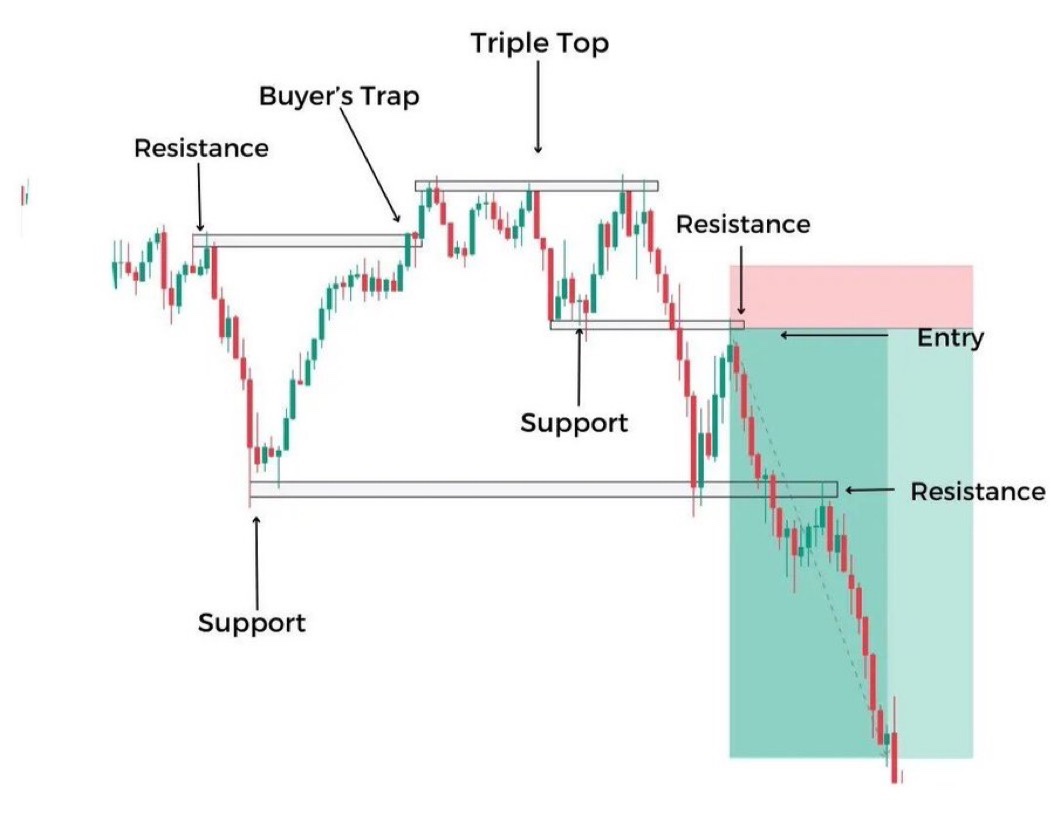 Triple Top
Buyer's Trap
Resistance
Resistance
Entry
Support
Resistance
Support